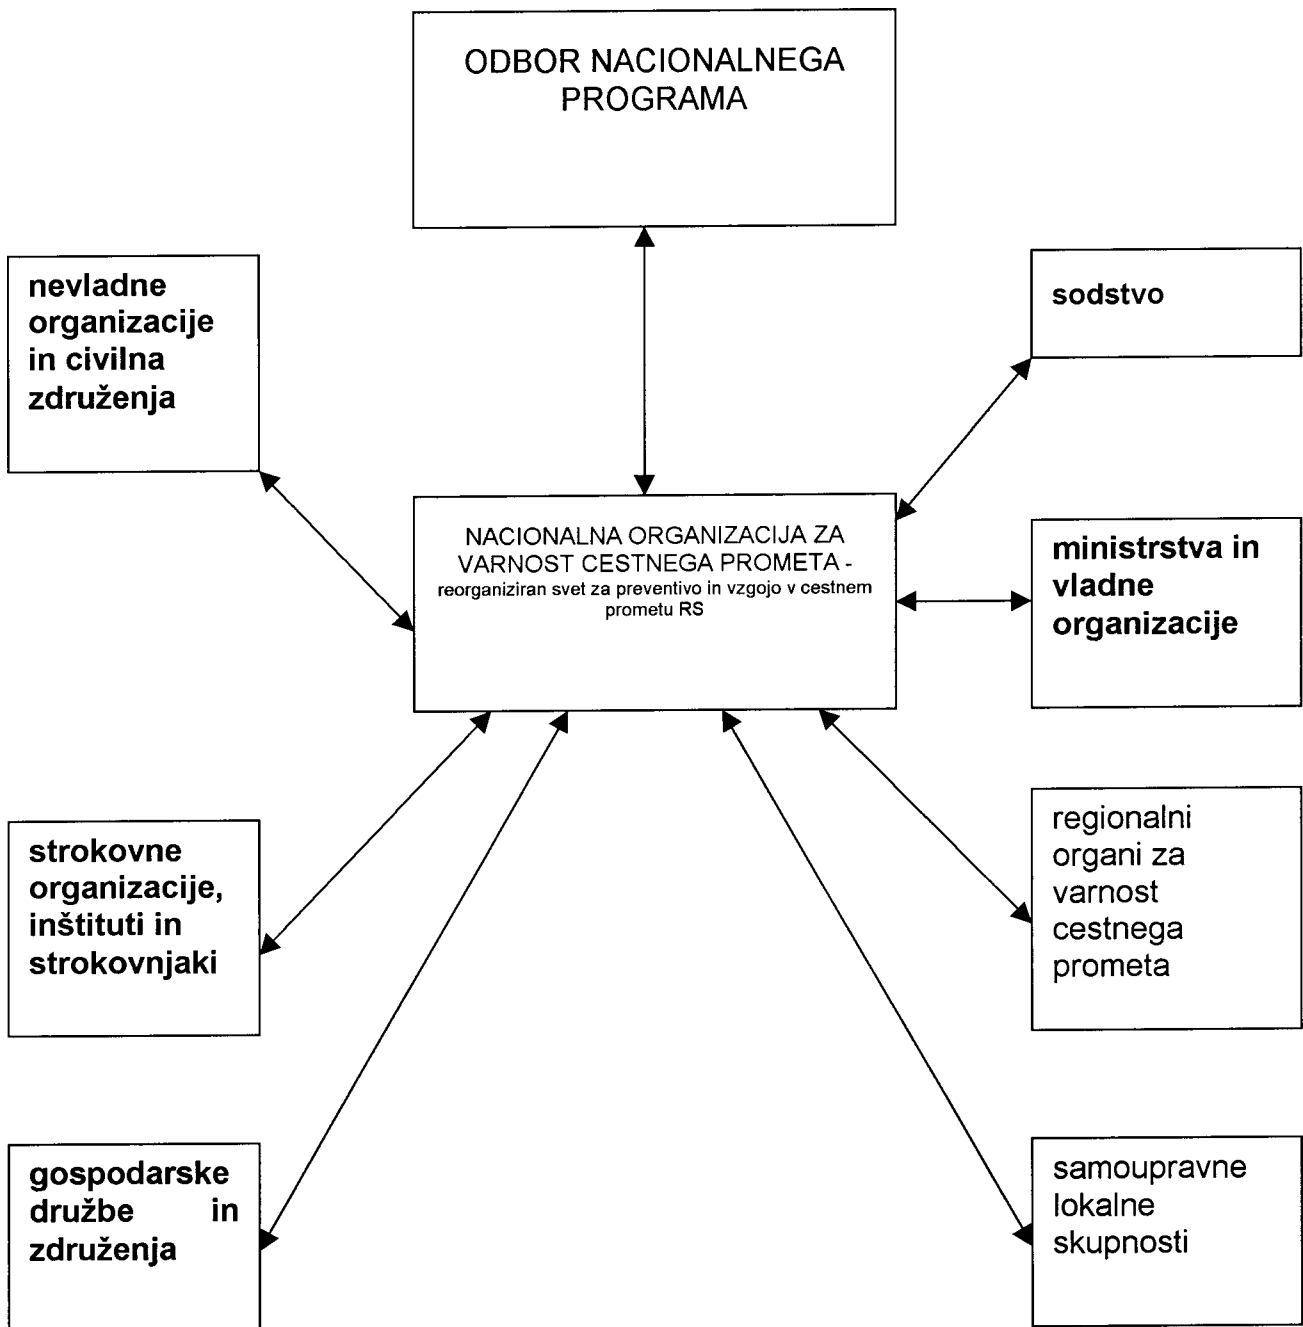 ODBOR NACIONALNEGA
PROGRAMA
nevladne
organizacije
in civilna
združenja
sodstvo
NACIONALNA ORGANIZACIJA ZA
VARNOST CESTNEGA PROMETA -
reorganiziran svet za preventivo in vzgojo v cestnem
prometu RS
ministrstva in
vladne
organizacije
strokovne
organizacije,
inštituti in
strokovnjaki
regionalni
organi za
varnost
cestnega
prometa
gospodarske
družbe in
združenja
samoupravne
lokalne
skupnosti